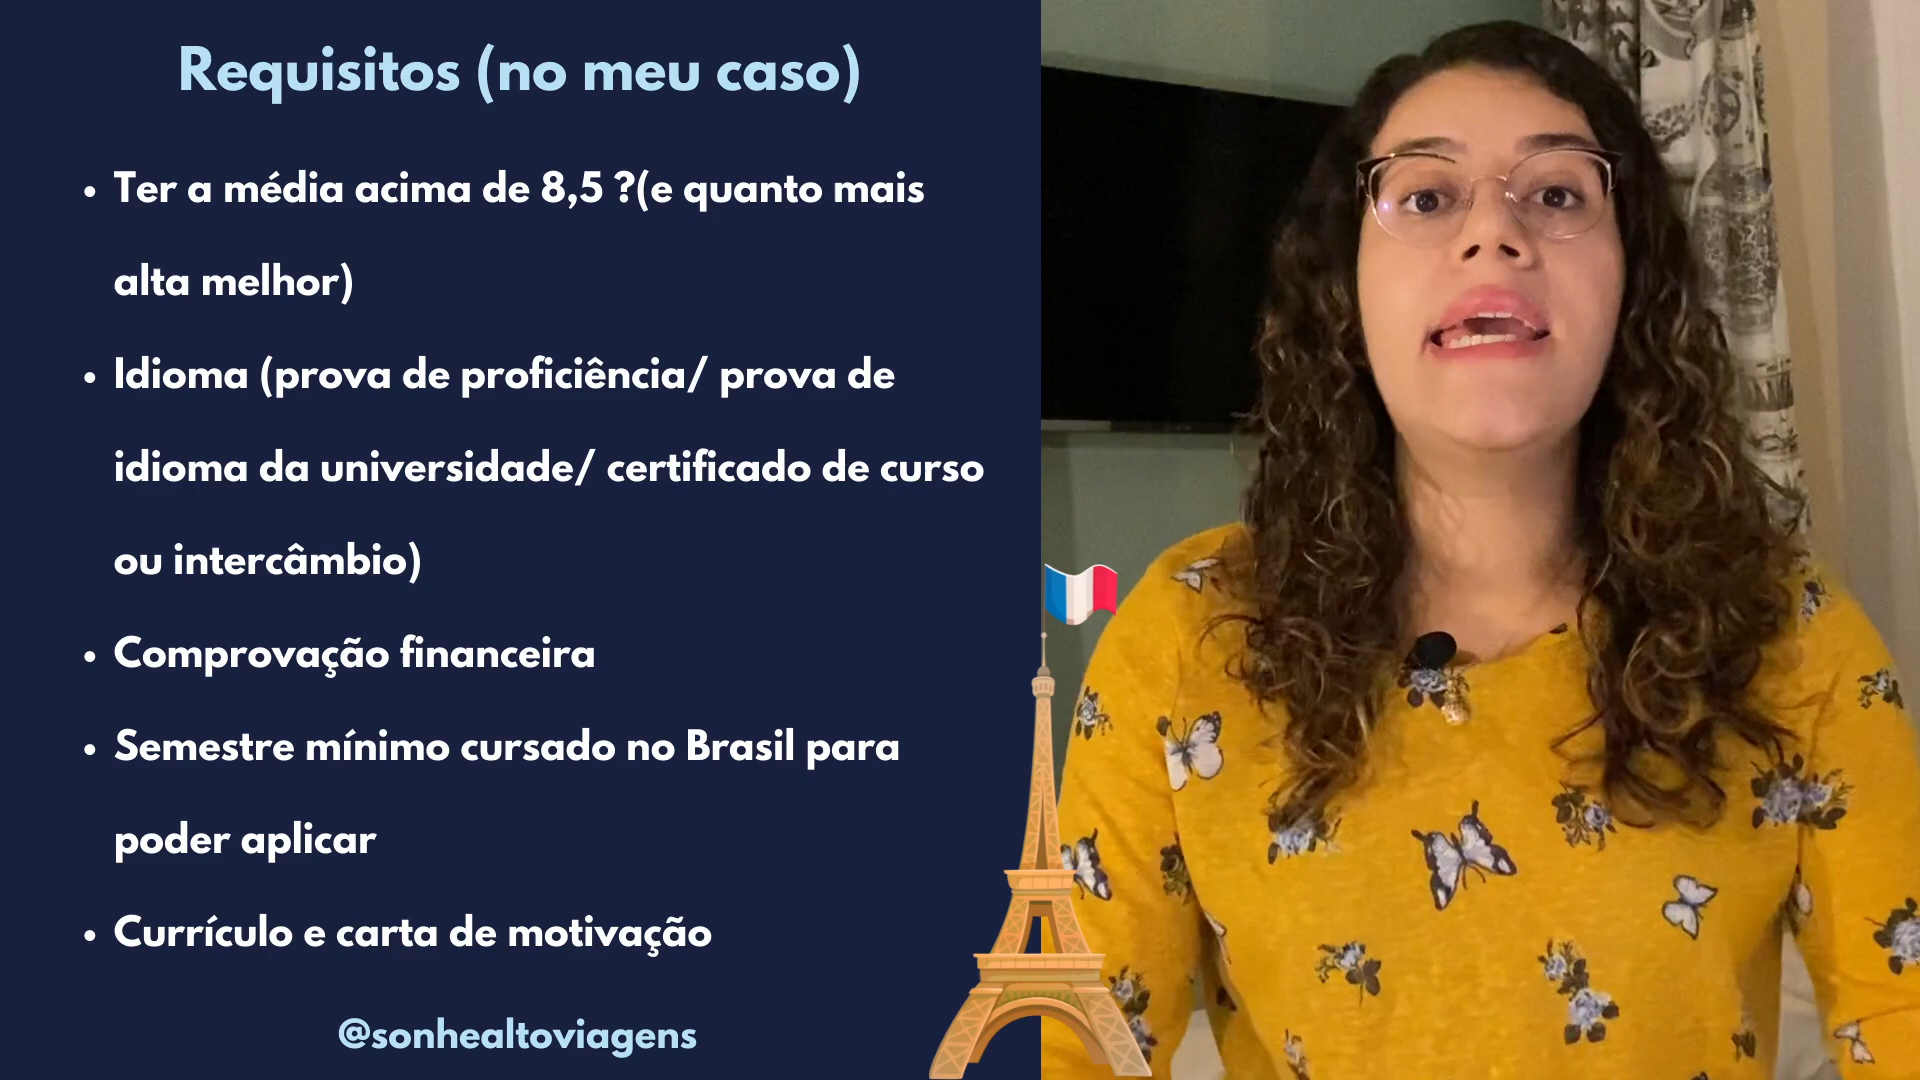 Requisitos (no meu caso)
• Ter a média acima de 8,5 ?(e quanto mais
alta melhor)
• Idioma (prova de proficiência/ prova de
idioma da universidade/ certificado de curso
ou intercâmbio)
• Comprovação financeira
• Semestre mínimo cursado no Brasil para
poder aplicar
• Currículo e carta de motivação
@sonhealtoviagens